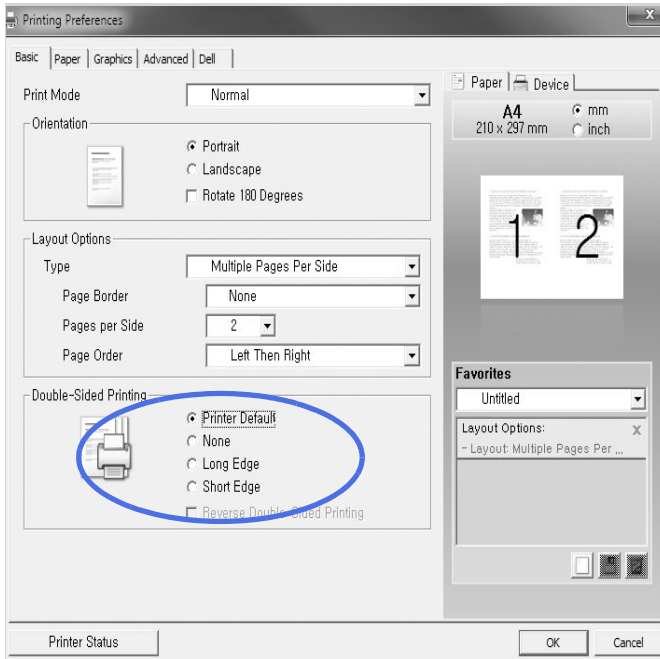 Printing Preferences
X
Basic Paper Graphics Advanced Dell
Print Mode Normal
Orientation
Portrait
Landscape
Rotate 180 Degrees
Layout Options
Type Multiple Pages Per Side
Page Border None
Pages per Side 2
Page Order Left Then Right
Double-Sided Printing
Printer Default
None
Long Edge
Short Edge
Reverse Double-Sided Printing
Paper Device
A4 mm
210 x 297 mm inch
1 2
Favorites
Untitled
Layout Options: X
- Layout: Multiple Pages Per ...
Printer Status OK Cancel